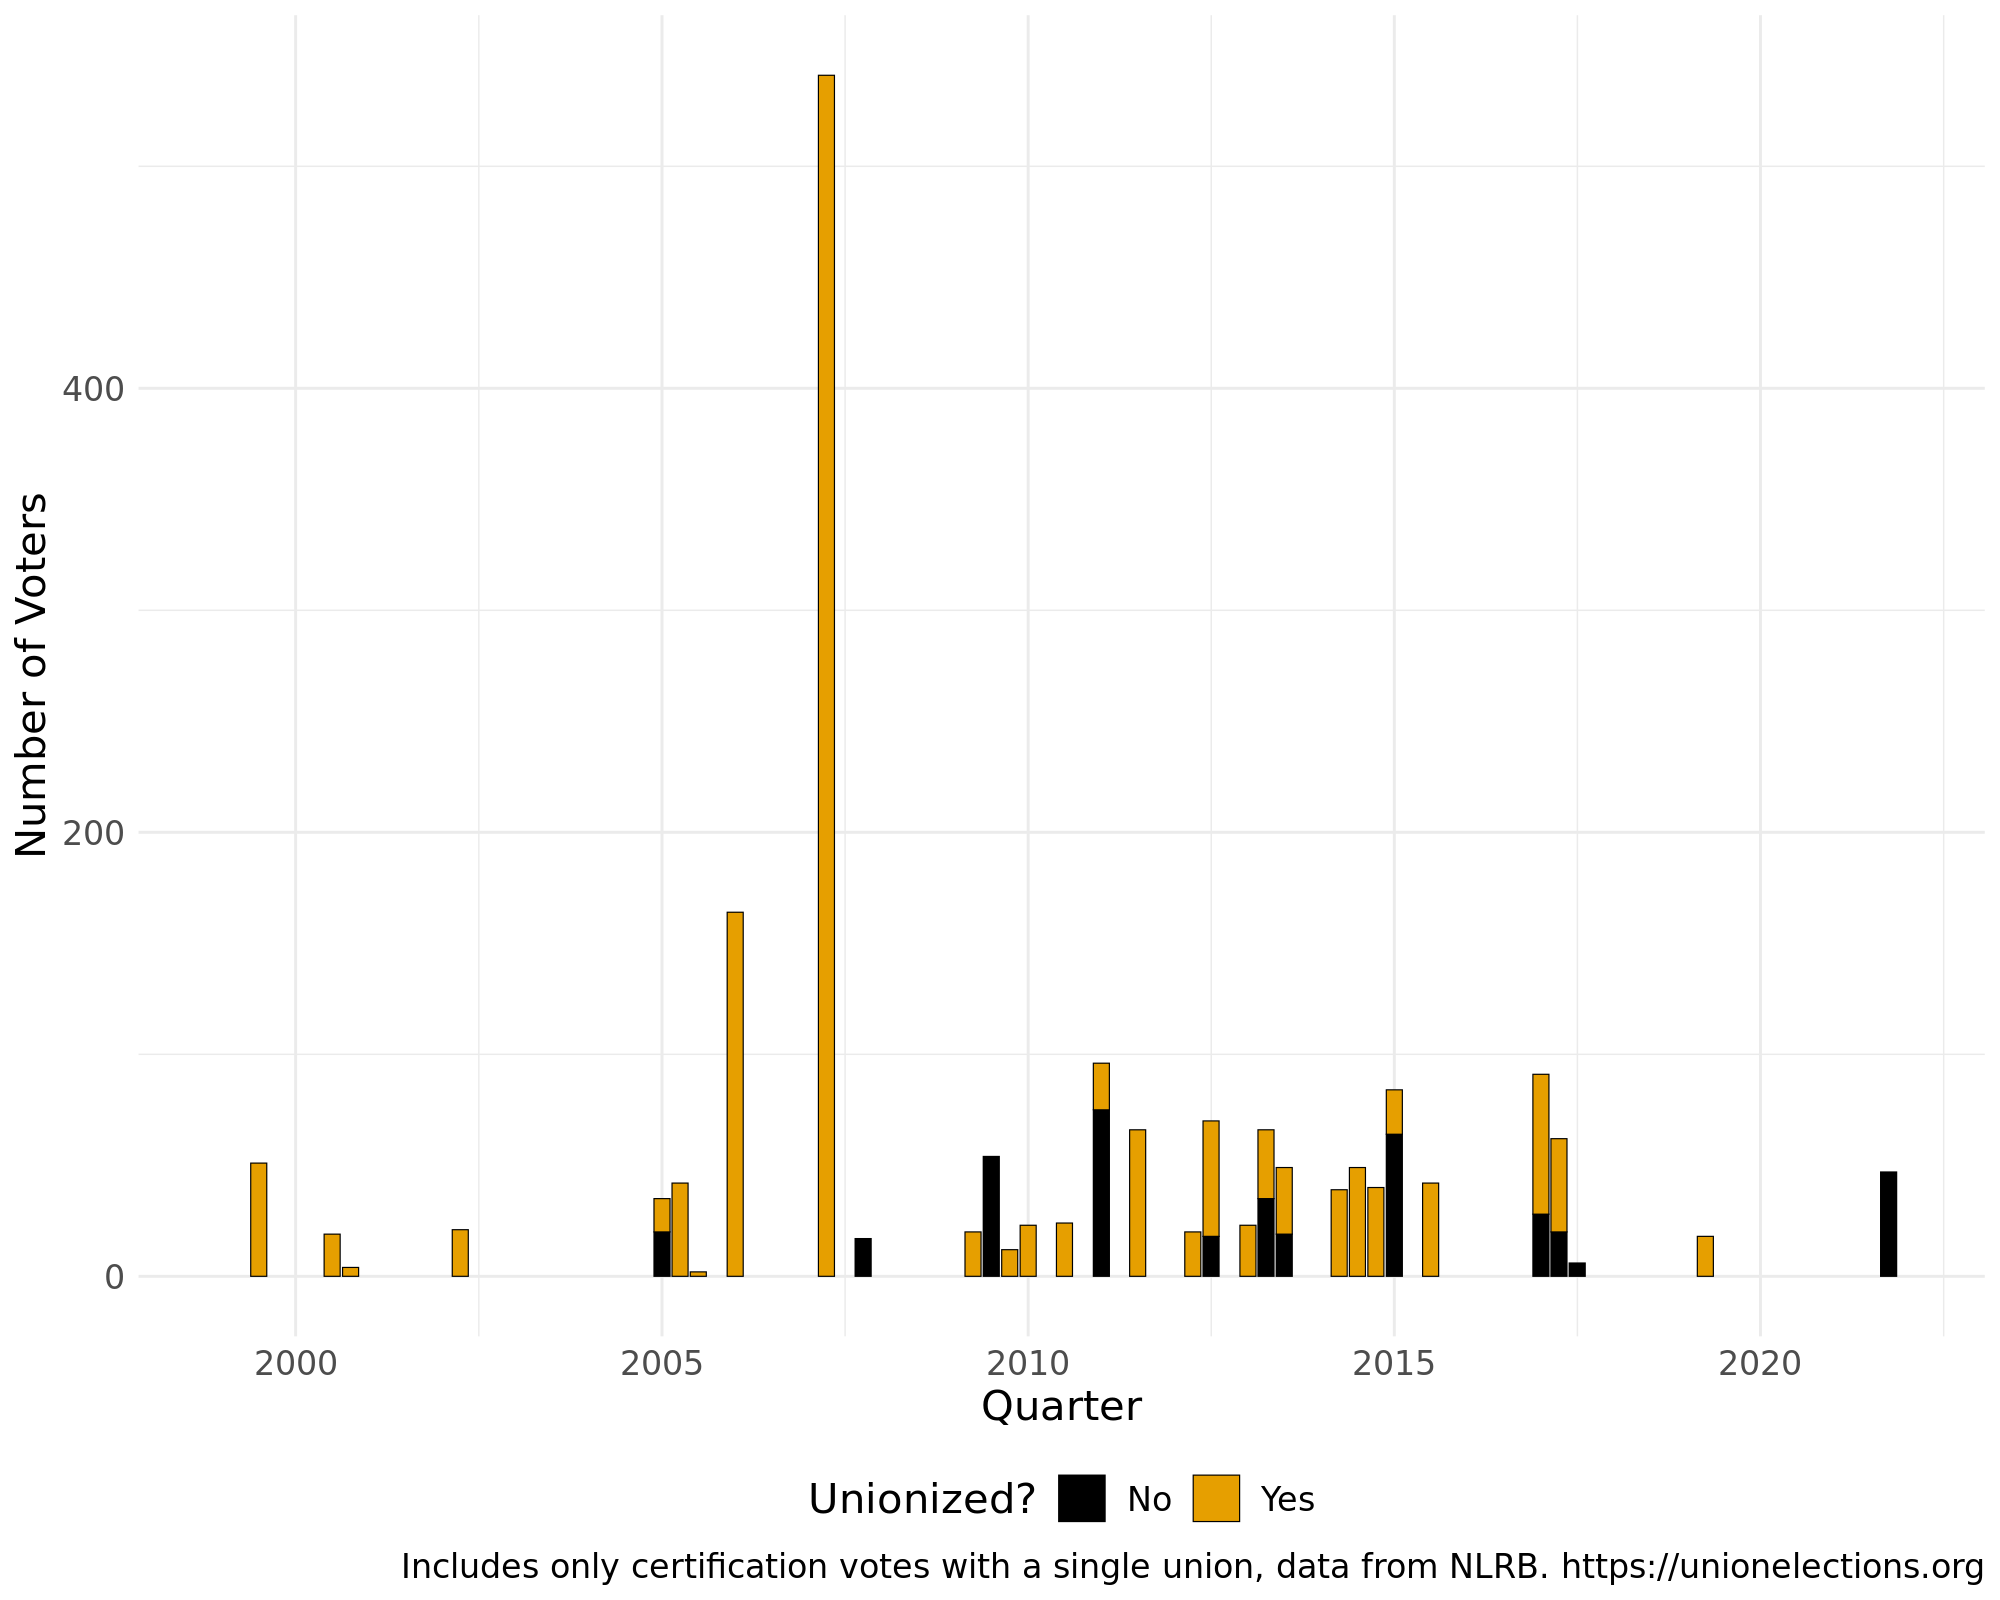 Number of Voters
400
200
0
2000 2005 2010 2015 2020
Quarter
Unionized? No Yes
Includes only certification votes with a single union, data from NLRB. https://unionelections.org